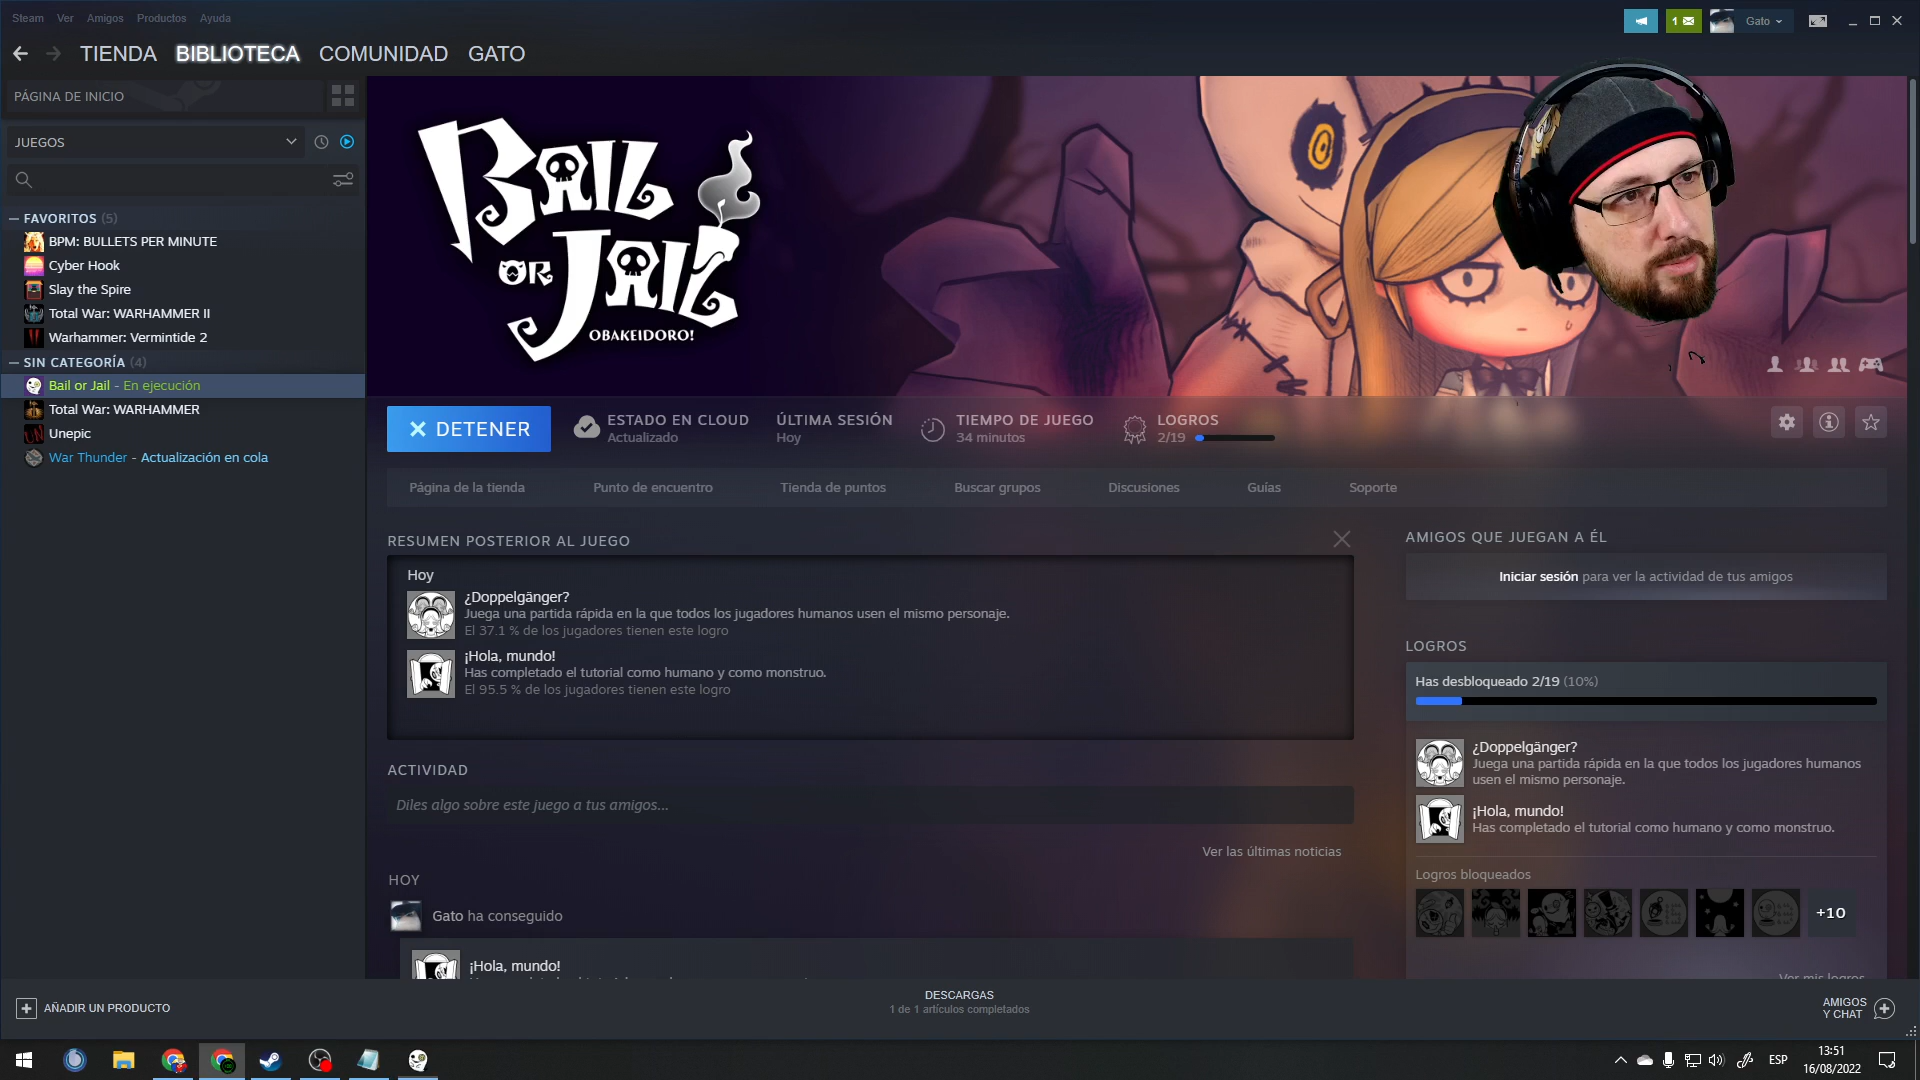 Steam Ver Amigos Productos Ayuda
1
Gato
TIENDA BIBLIOTECA COMUNIDAD GATO
PÁGINA DE INICIO
JUEGOS
— FAVORITOS (5)
BPM: BULLETS PER MINUTE
Cyber Hook
Slay the Spire
Total War: WARHAMMER II
Warhammer: Vermintide 2
— SIN CATEGORÍA (4)
Bail or Jail - En ejecución
Total War: WARHAMMER
Unepic
War Thunder - Actualización en cola
BAIL
OR
JAIL
OBAKEIDORO!
DETENER
ESTADO EN CLOUD
Actualizado
ÚLTIMA SESIÓN
Hoy
TIEMPO DE JUEGO
34 minutos
LOGROS
2/19
Página de la tienda Punto de encuentro Tienda de puntos Buscar grupos Discusiones Guías Soporte
RESUMEN POSTERIOR AL JUEGO
Hoy
¿Doppelgänger?
Juega una partida rápida en la que todos los jugadores humanos usen el mismo personaje.
El 37.1 % de los jugadores tienen este logro
¡Hola, mundo!
Has completado el tutorial como humano y como monstruo.
El 95.5 % de los jugadores tienen este logro
ACTIVIDAD
Diles algo sobre este juego a tus amigos...
Ver las últimas noticias
HOY
Gato ha conseguido
¡Hola, mundo!
AMIGOS QUE JUEGAN A ÉL
Iniciar sesión para ver la actividad de tus amigos
LOGROS
Has desbloqueado 2/19 (10%)
¿Doppelgänger?
Juega una partida rápida en la que todos los jugadores humanos
usen el mismo personaje.
¡Hola, mundo!
Has completado el tutorial como humano y como monstruo.
Logros bloqueados
+10
Ver mis logros
AÑADIR UN PRODUCTO
DESCARGAS
1 de 1 artículos completados
AMIGOS
Y CHAT
ESP
13:51
16/08/2022